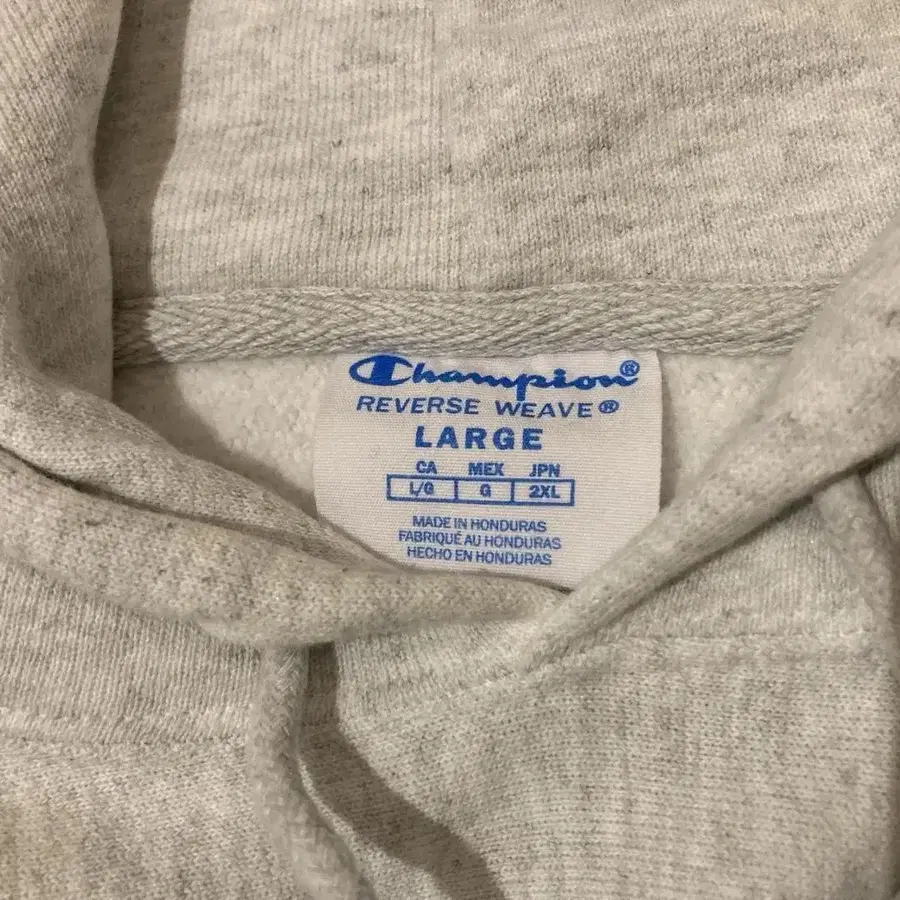 Champion®
REVERSE WEAVE®
LARGE
CA MEX JPN
L/G G 2XL
MADE IN HONDURAS
FABRIQUÉ AU HONDURAS
HECHO EN HONDURAS